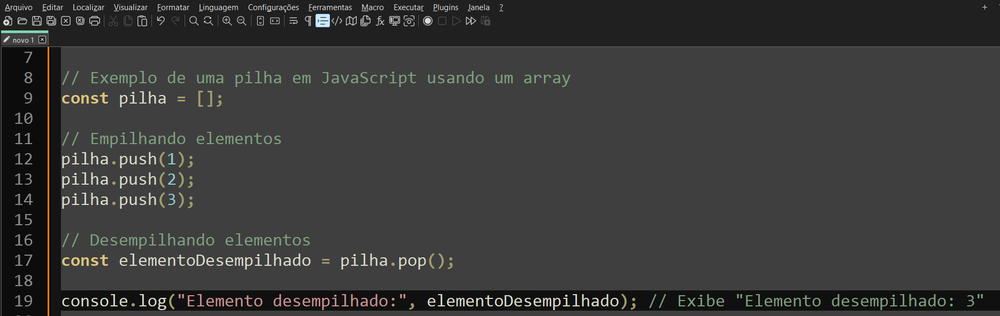 Arquivo Editar Localizar Visualizar Formatar Linguagem Configurações Ferramentas Macro Executar Plugins Janela ? +
novo 1
7
8 // Exemplo de uma pilha em JavaScript usando um array
9 const pilha = [];
10
11 // Empilhando elementos
12 pilha.push(1);
13 pilha.push(2);
14 pilha.push(3);
15
16 // Desempilhando elementos
17 const elementoDesempilhado = pilha.pop();
18
19 console.log("Elemento desempilhado:", elementoDesempilhado); // Exibe "Elemento desempilhado: 3"